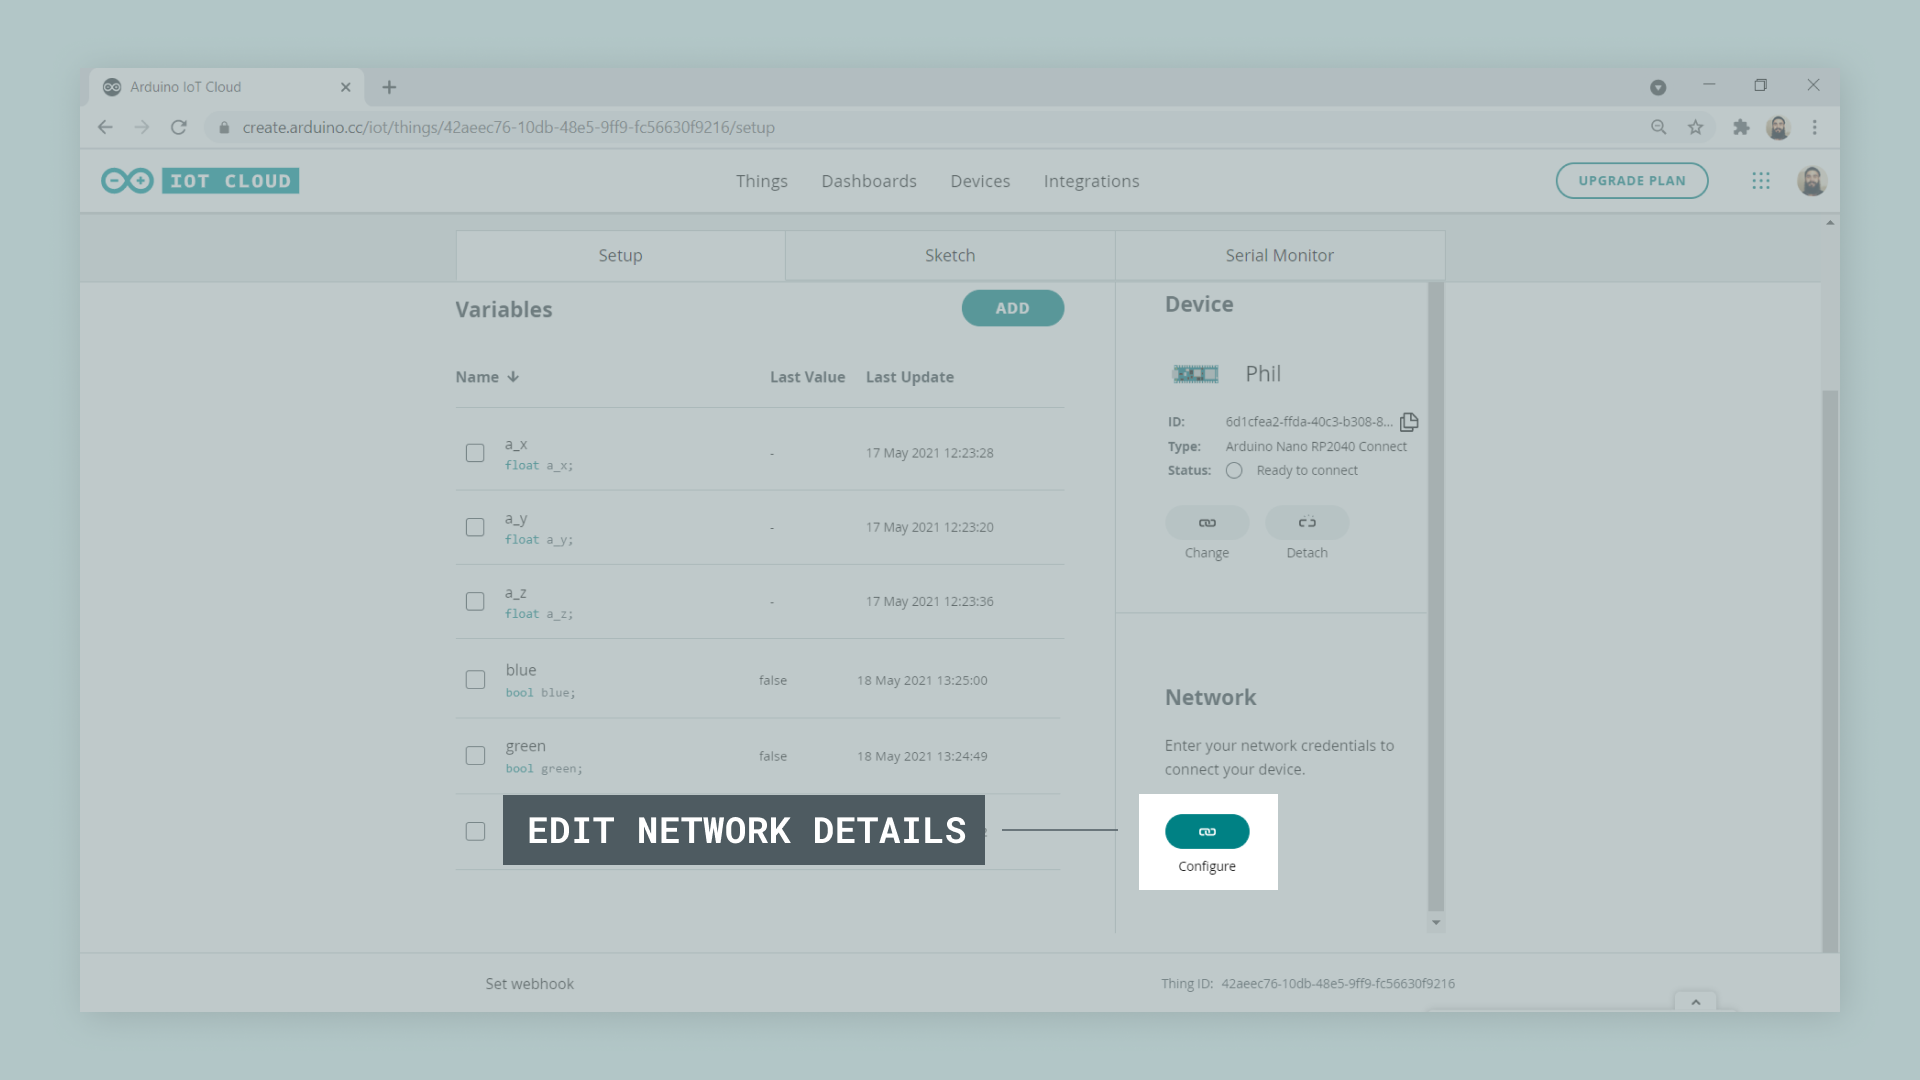 Arduino IoT Cloud
create.arduino.cc/iot/things/42aeec76-10db-48e5-9ff9-fc56630f9216/setup
IOT CLOUD
Things Dashboards Devices Integrations
UPGRADE PLAN
Setup Sketch Serial Monitor
Variables
ADD
Name Last Value Last Update
a_x
float a_x;
- 17 May 2021 12:23:28
a_y
float a_y;
- 17 May 2021 12:23:20
a_z
float a_z;
- 17 May 2021 12:23:36
blue
bool blue;
false 18 May 2021 13:25:00
green
bool green;
false 18 May 2021 13:24:49
EDIT NETWORK DETAILS
Device
Phil
ID: 6d1cfea2-ffda-40c3-b308-8...
Type: Arduino Nano RP2040 Connect
Status: Ready to connect
Change Detach
Network
Enter your network credentials to
connect your device.
Configure
Set webhook
Thing ID: 42aeec76-10db-48e5-9ff9-fc56630f9216